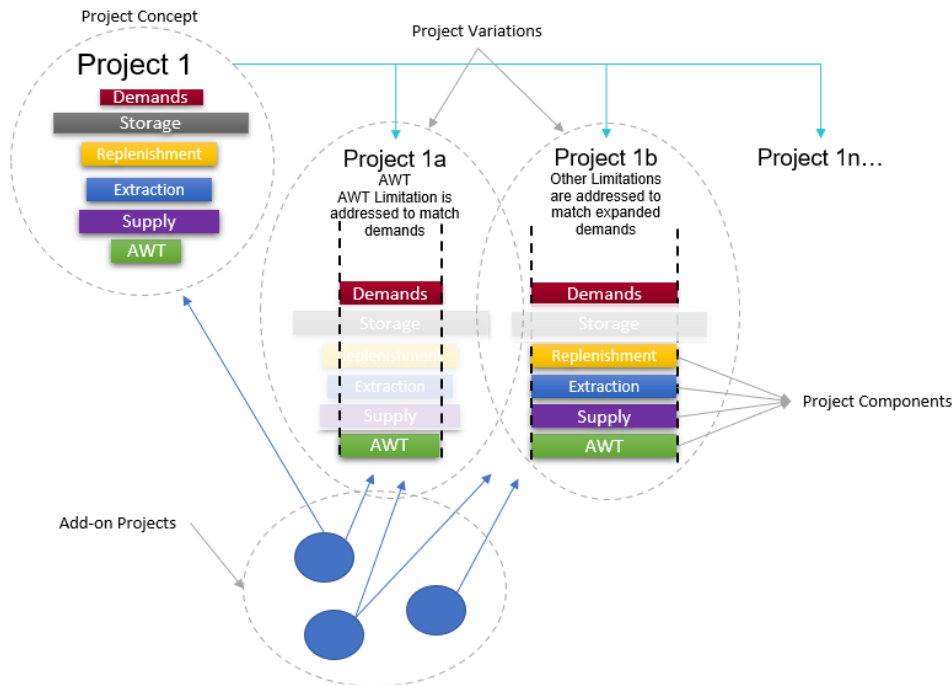 Project Concept
Project 1
Demands
Storage
Replenishment
Extraction
Supply
AWT
Project Variations
Project 1a
AWT
AWT Limitation is
addressed to match
demands
Demands
Storage
Replenishment
Extraction
Supply
AWT
Project 1b
Other Limitations
are addressed to
match expanded
demands
Demands
Storage
Replenishment
Extraction
Supply
AWT
Project 1n...
Project Components
Add-on Projects